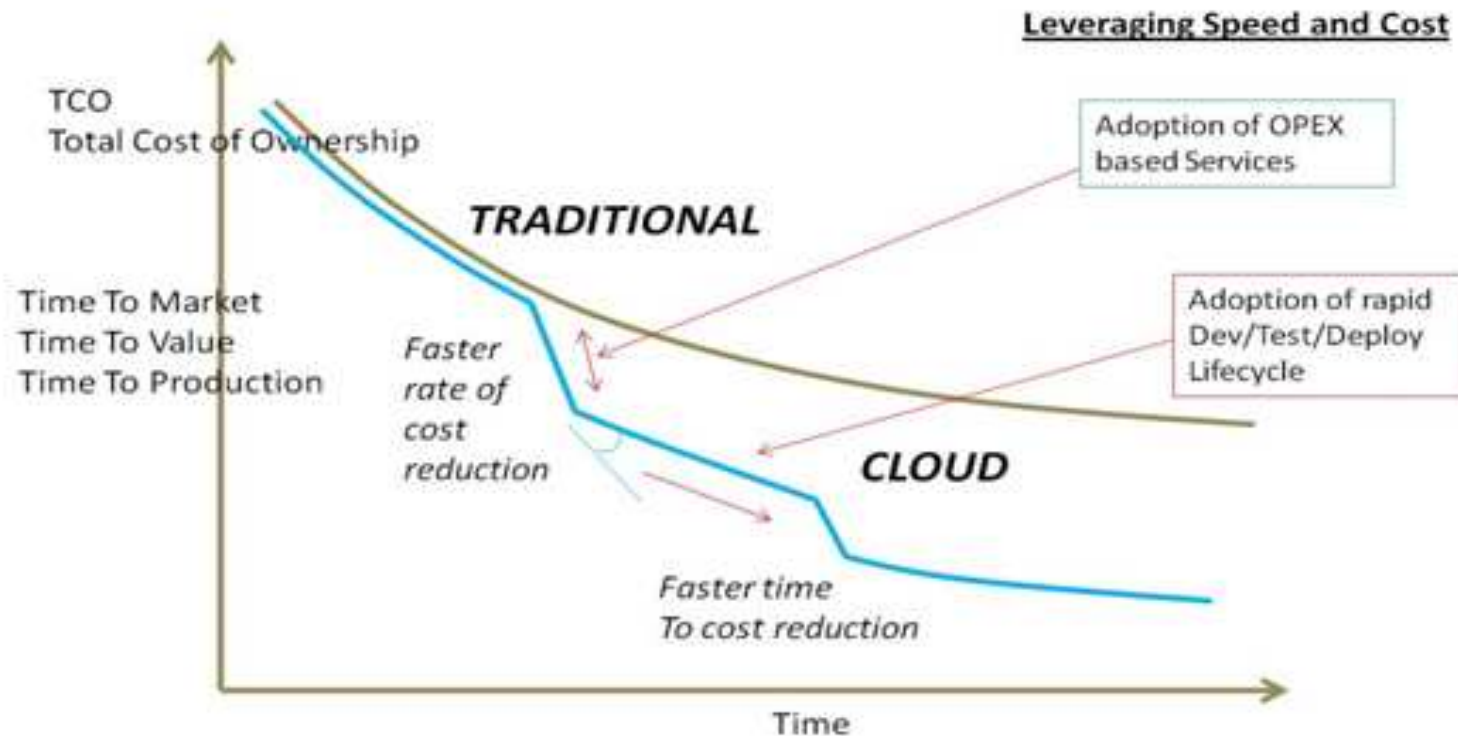 Leveraging Speed and Cost
TCO
Total Cost of Ownership
Adoption of OPEX
based Services
TRADITIONAL
Time To Market
Time To Value
Time To Production
Adoption of rapid
Dev/Test/Deploy
Lifecycle
Faster
rate of
cost
reduction
CLOUD
Faster time
To cost reduction
Time